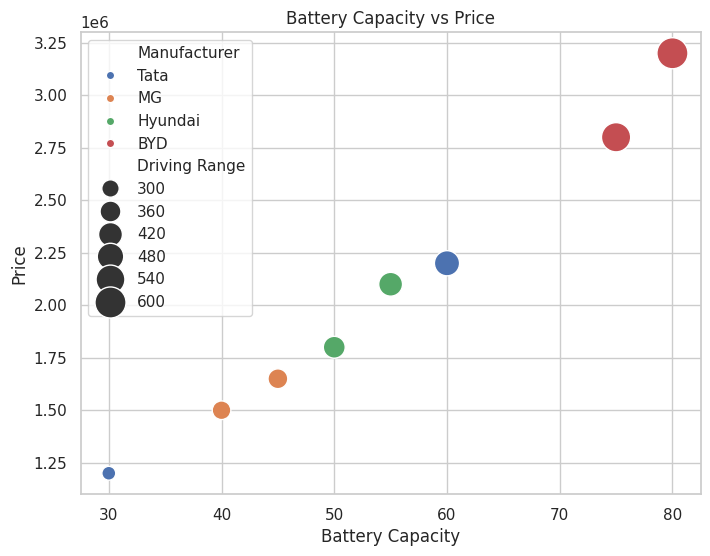 Battery Capacity vs Price
1e6
3.25
3.00
2.75
2.50
2.25
2.00
1.75
1.50
1.25
Price
Manufacturer
Tata
MG
Hyundai
BYD
Driving Range
300
360
420
480
540
600
30 40 50 60 70 80
Battery Capacity